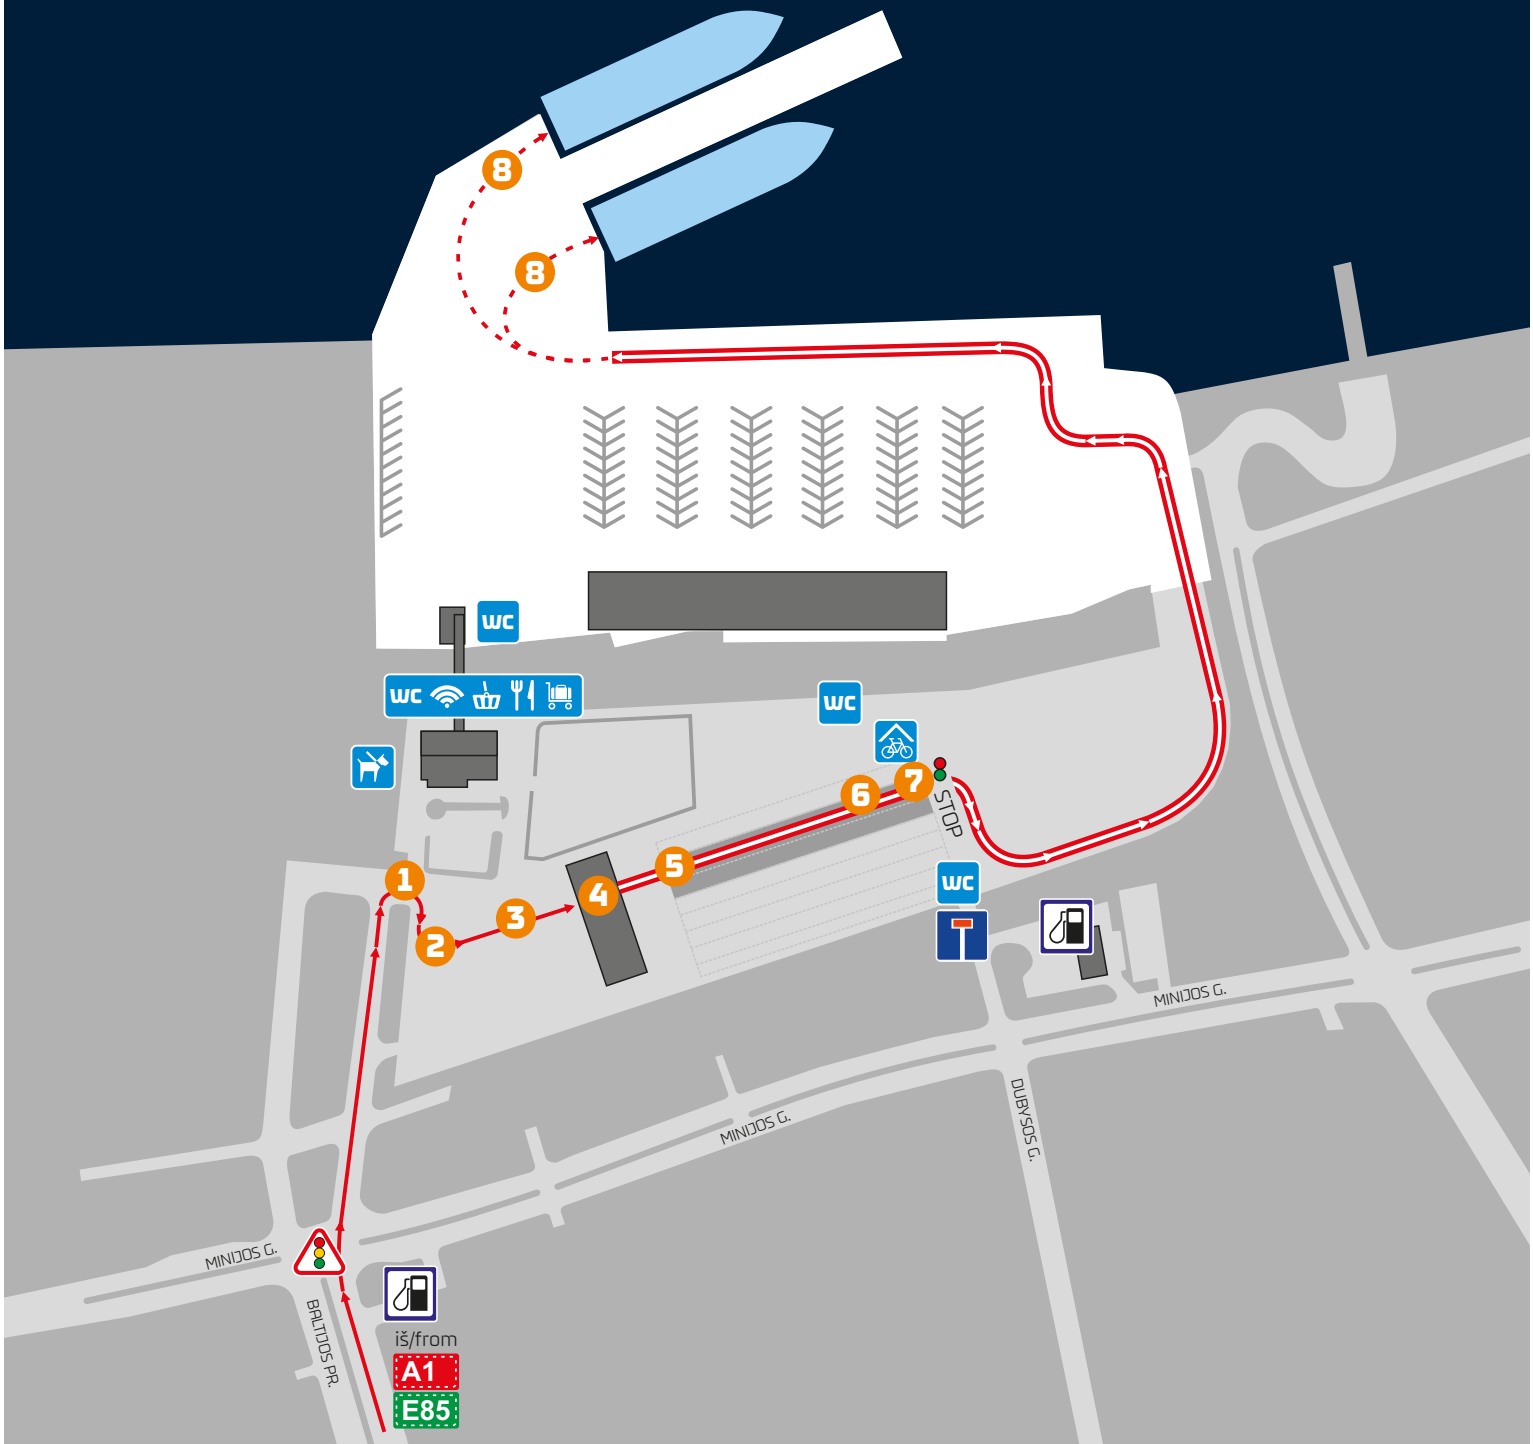 8
8
WC
WC
WC
7
6
STOP
5
WC
1
4
3
2
MINIJOS G.
DUBYSOS G.
MINIJOS G.
MINIJOS G.
BALTIJOS PR.
iš/from
A1
E85